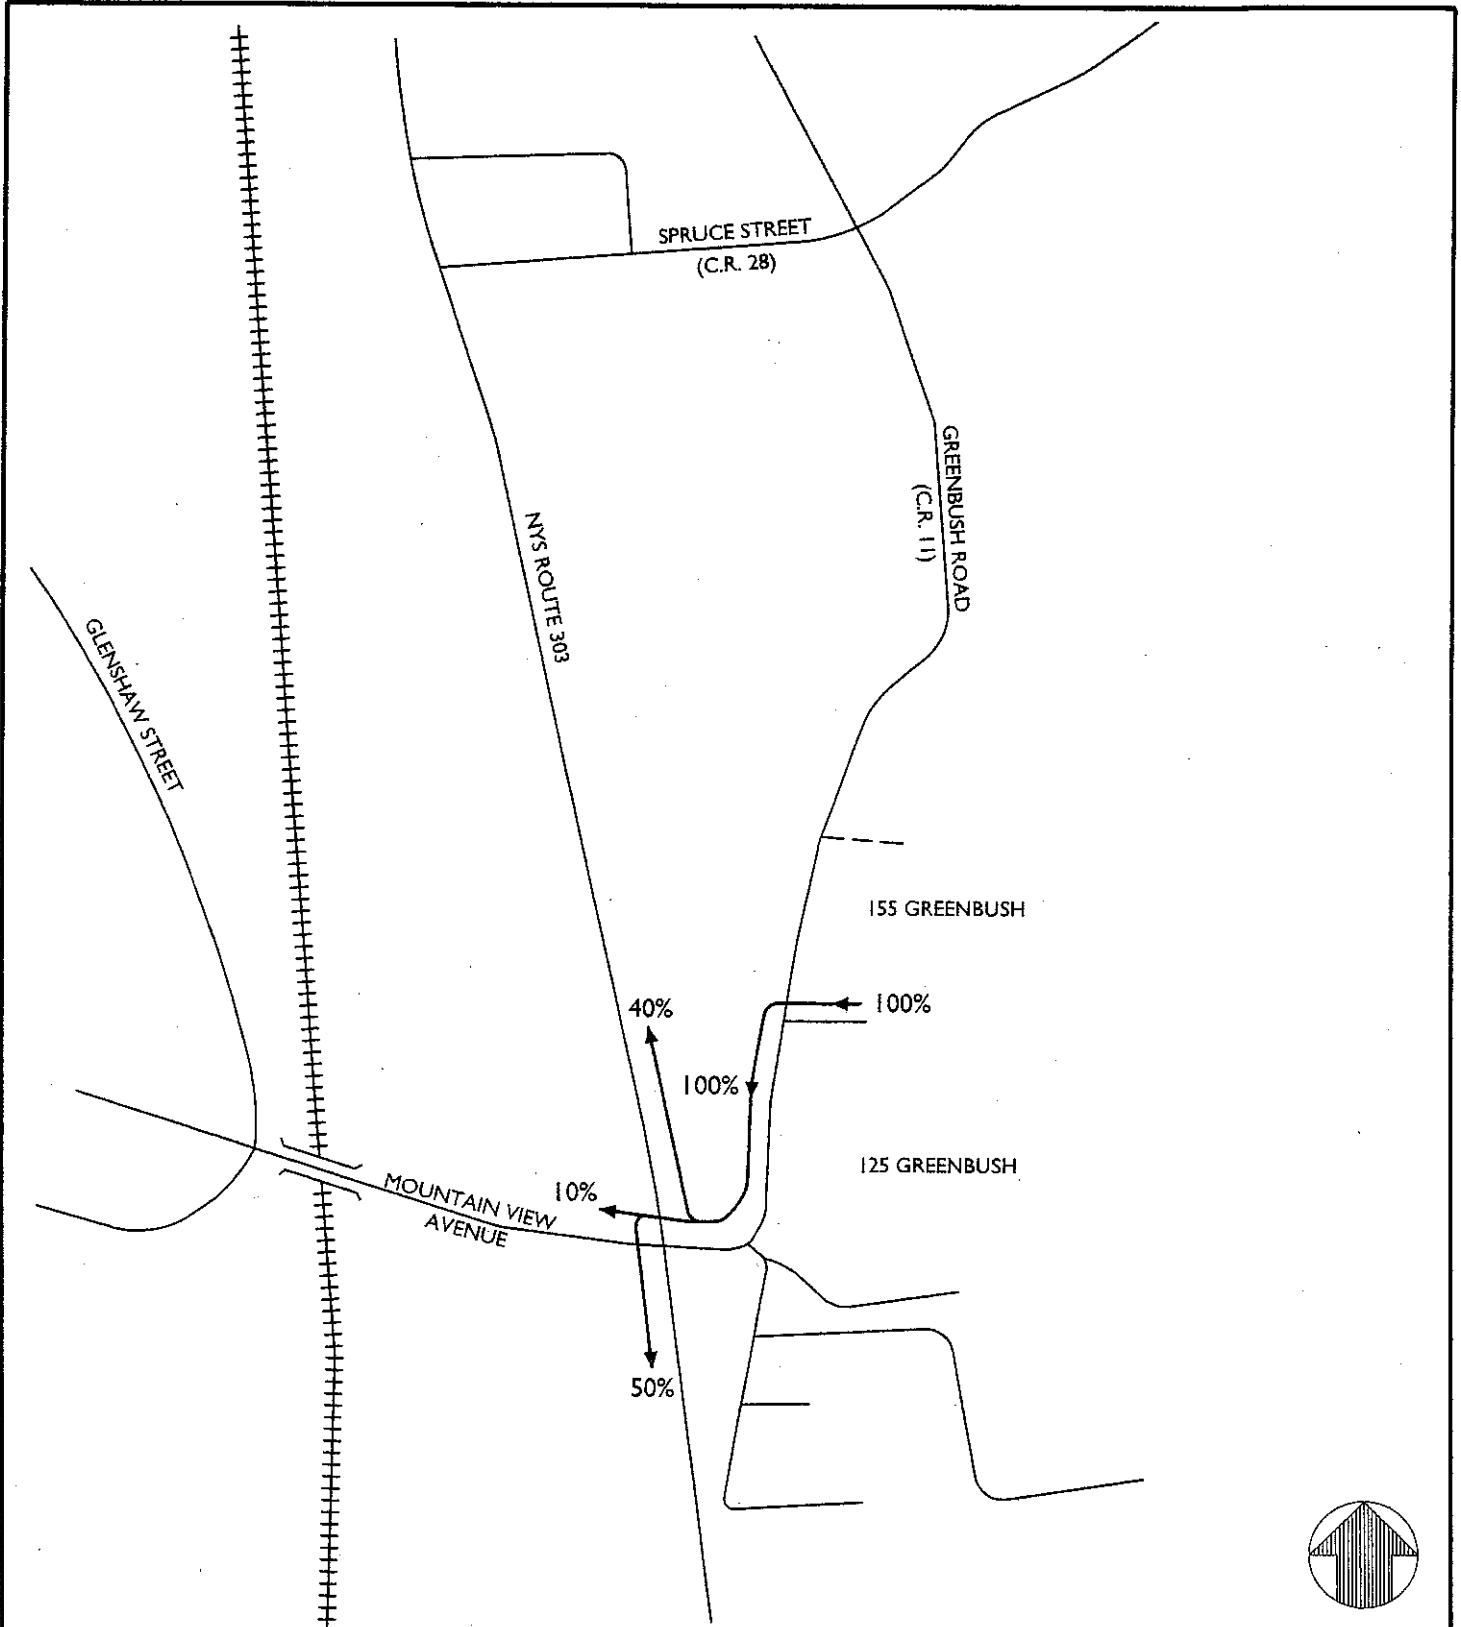 SPRUCE STREET
(C.R. 28)
GREENBUSH ROAD
(C.R. 11)
NYS ROUTE 303
GLENSHAW STREET
155 GREENBUSH
40%
100%
100%
125 GREENBUSH
10%
MOUNTAIN VIEW
AVENUE
50%